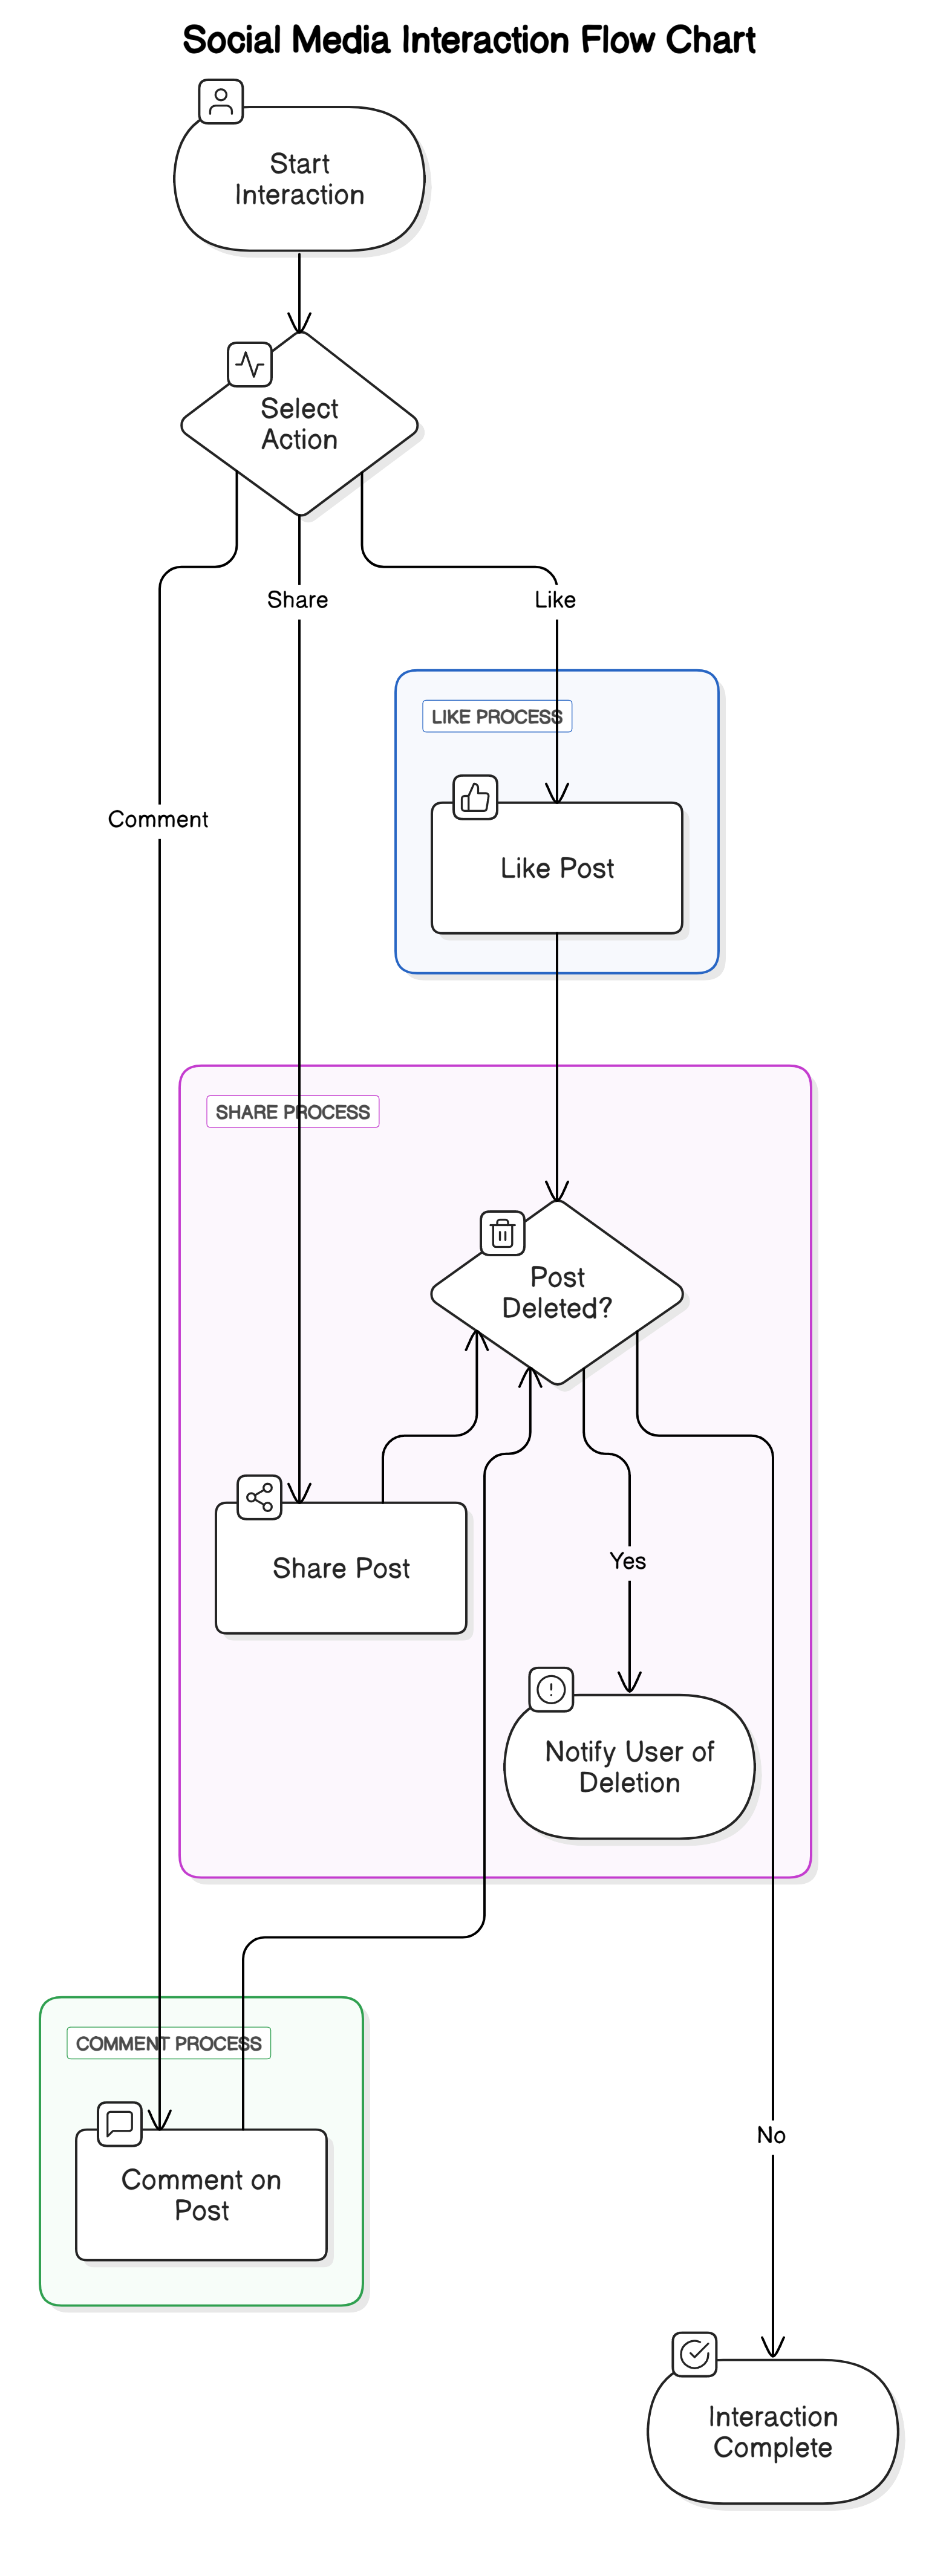 Social Media Interaction Flow Chart
Start
Interaction
Select
Action
Share
Like
LIKE PROCESS
Comment
Like Post
SHARE PROCESS
Post
Deleted?
Share Post
Yes
Notify User of
Deletion
COMMENT PROCESS
No
Comment on
Post
Interaction
Complete